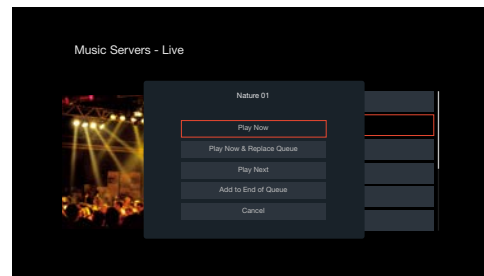 Music Servers - Live
Nature 01
Play Now
Play Now & Replace Queue
Play Next
Add to End of Queue
Cancel